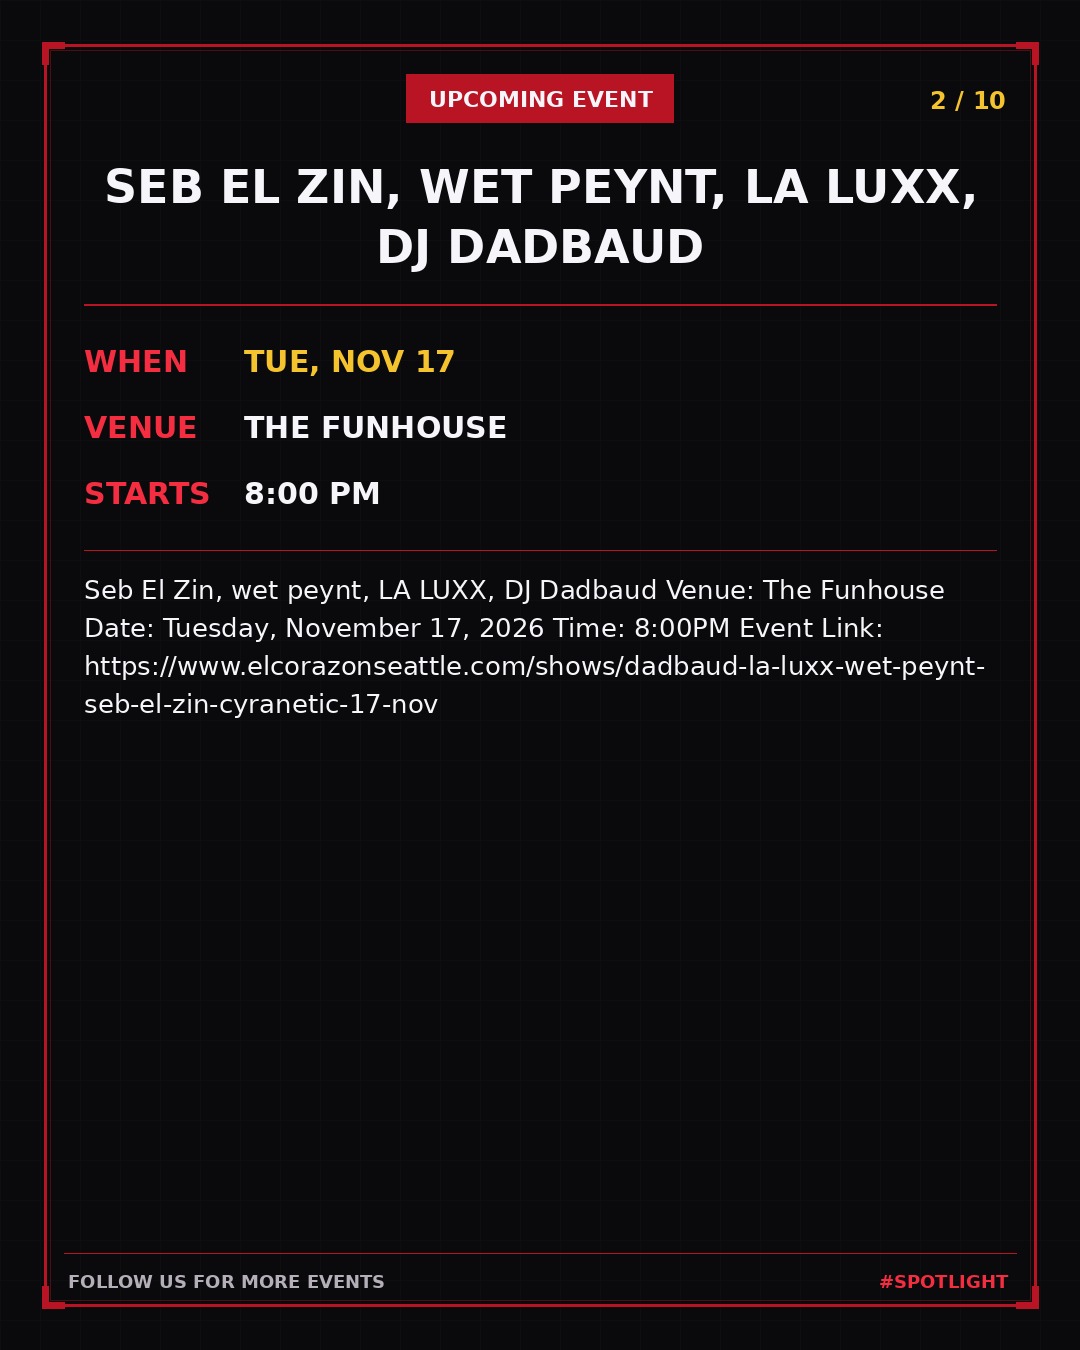 UPCOMING EVENT
2 / 10
SEB EL ZIN, WET PEYNT, LA LUXX,
DJ DADBAUD
WHEN TUE, NOV 17
VENUE THE FUNHOUSE
STARTS 8:00 PM
Seb El Zin, wet peynt, LA LUXX, DJ Dadbaud Venue: The Funhouse
Date: Tuesday, November 17, 2026 Time: 8:00PM Event Link:
https://www.elcorazonseattle.com/shows/dadbaud-la-luxx-wet-peynt-
seb-el-zin-cyranetic-17-nov
FOLLOW US FOR MORE EVENTS
#SPOTLIGHT